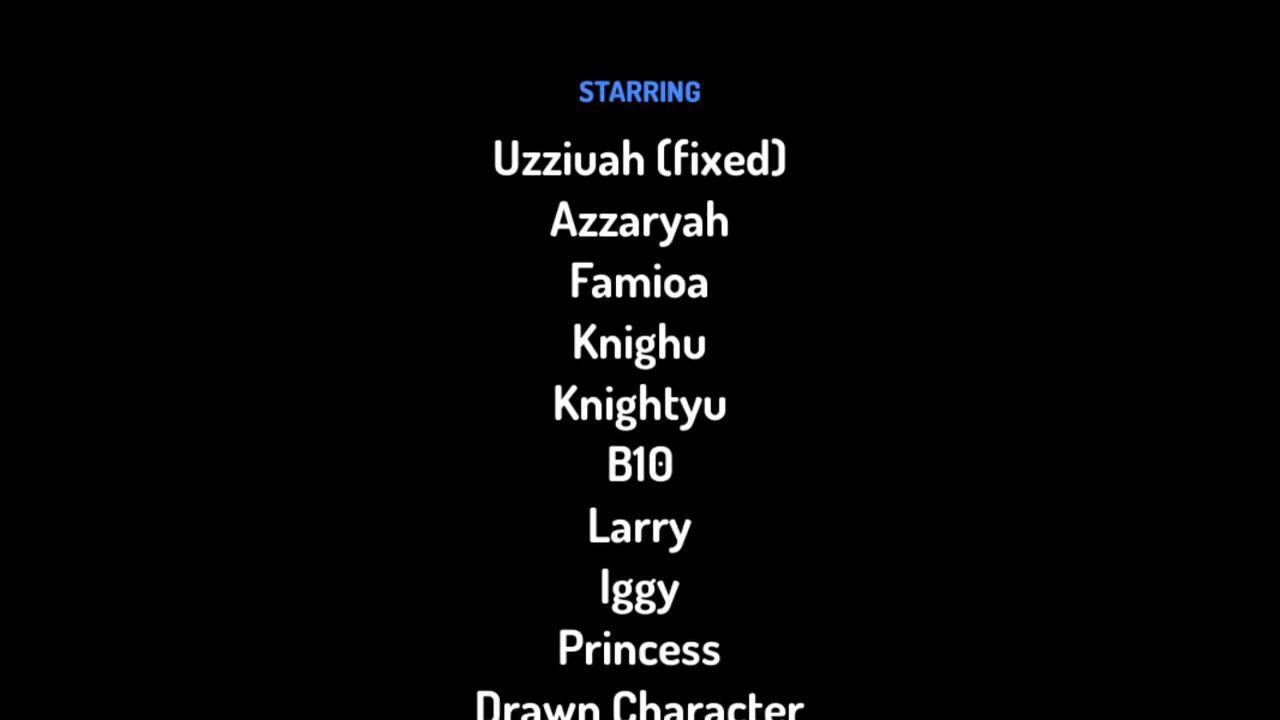 STARRING
Uzziuah (fixed)
Azzaryah
Famioa
Knighu
Knightyu
B10
Larry
Iggy
Princess
Drawn Character